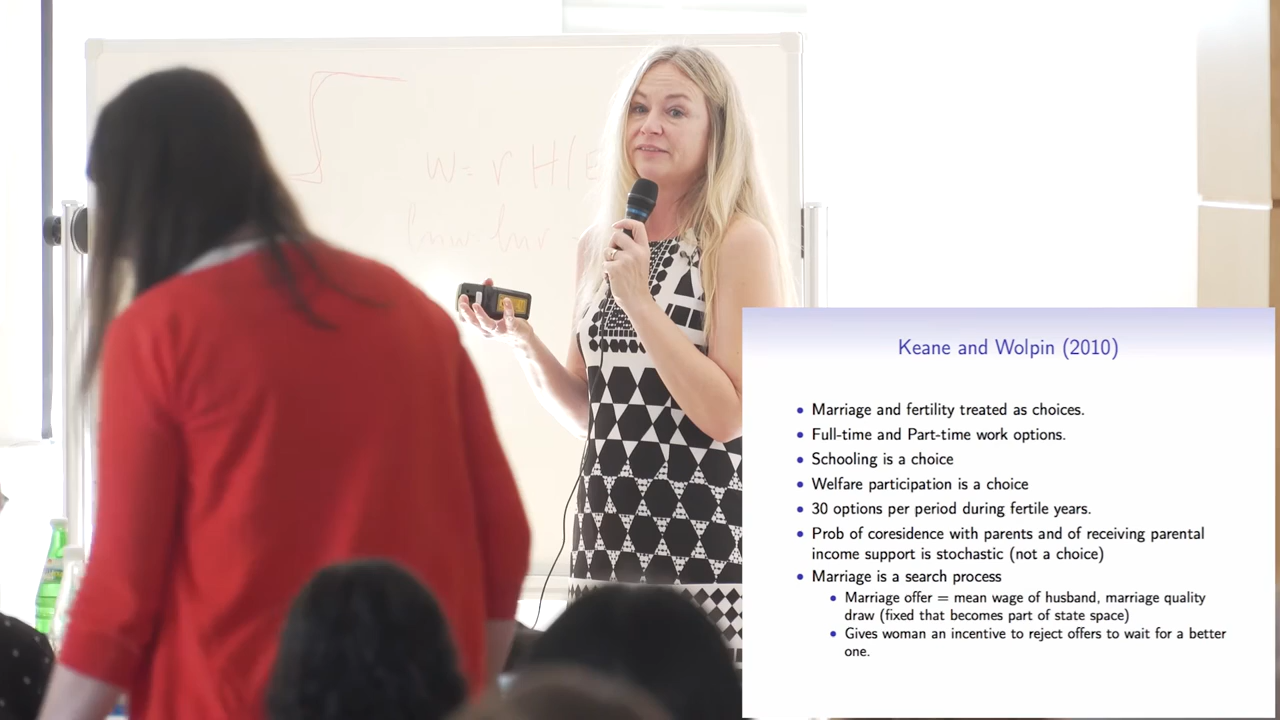 w = r H(E
ln w = ln r
Keane and Wolpin (2010)
• Marriage and fertility treated as choices.
• Full-time and Part-time work options.
• Schooling is a choice
• Welfare participation is a choice
• 30 options per period during fertile years.
• Prob of coresidence with parents and of receiving parental
income support is stochastic (not a choice)
• Marriage is a search process
• Marriage offer = mean wage of husband, marriage quality
draw (fixed that becomes part of state space)
• Gives woman an incentive to reject offers to wait for a better
one.